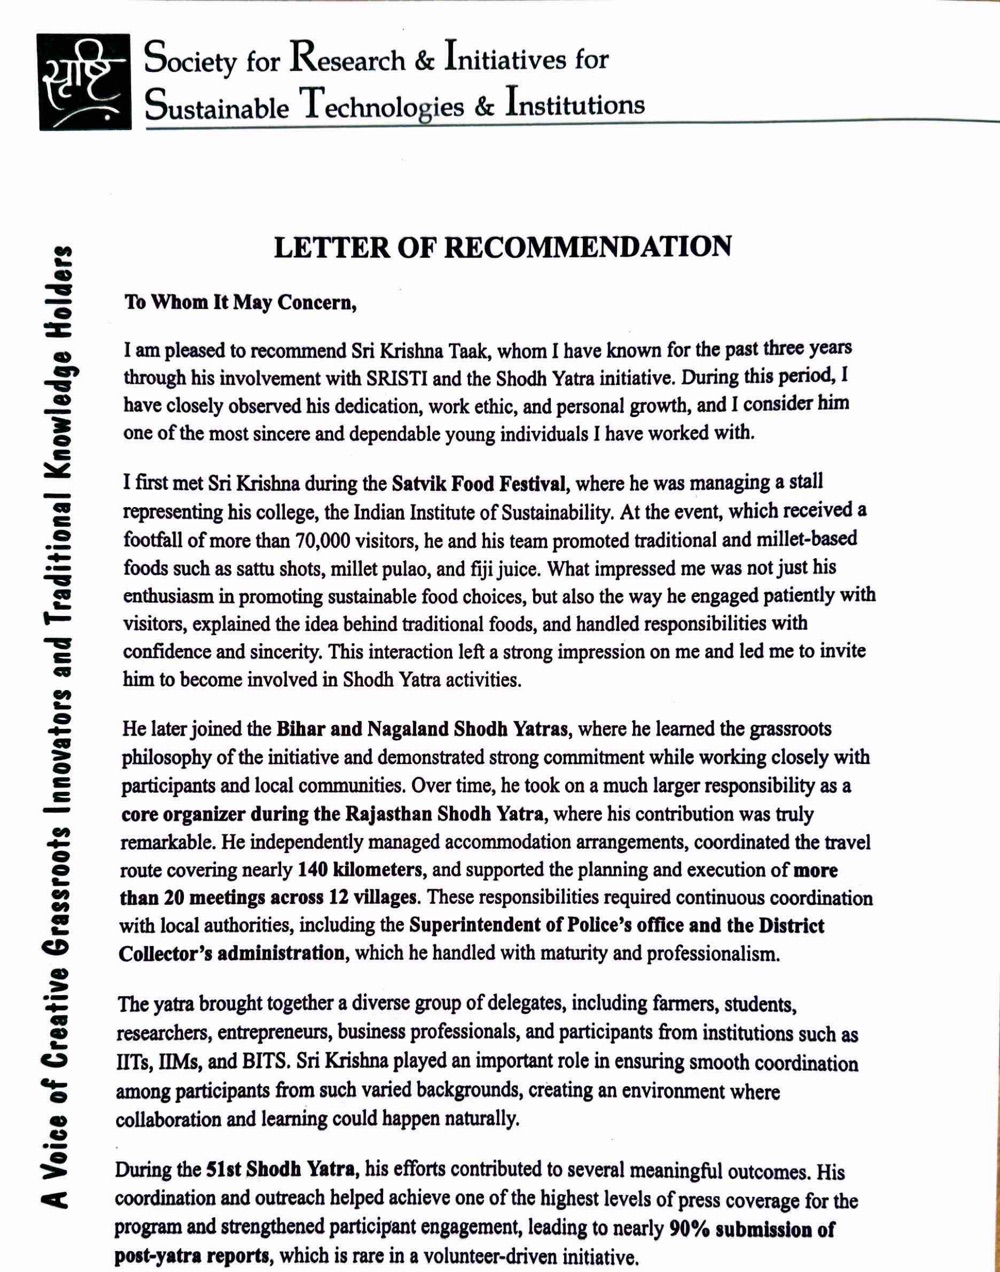 सृष्टि
Society for Research & Initiatives for
Sustainable Technologies & Institutions
A Voice of Creative Grassroots Innovators and Traditional Knowledge Holders
LETTER OF RECOMMENDATION
To Whom It May Concern,
I am pleased to recommend Sri Krishna Taak, whom I have known for the past three years
through his involvement with SRISTI and the Shodh Yatra initiative. During this period, I
have closely observed his dedication, work ethic, and personal growth, and I consider him
one of the most sincere and dependable young individuals I have worked with.
I first met Sri Krishna during the Satvik Food Festival, where he was managing a stall
representing his college, the Indian Institute of Sustainability. At the event, which received a
footfall of more than 70,000 visitors, he and his team promoted traditional and millet-based
foods such as sattu shots, millet pulao, and fiji juice. What impressed me was not just his
enthusiasm in promoting sustainable food choices, but also the way he engaged patiently with
visitors, explained the idea behind traditional foods, and handled responsibilities with
confidence and sincerity. This interaction left a strong impression on me and led me to invite
him to become involved in Shodh Yatra activities.
He later joined the Bihar and Nagaland Shodh Yatras, where he learned the grassroots
philosophy of the initiative and demonstrated strong commitment while working closely with
participants and local communities. Over time, he took on a much larger responsibility as a
core organizer during the Rajasthan Shodh Yatra, where his contribution was truly
remarkable. He independently managed accommodation arrangements, coordinated the travel
route covering nearly 140 kilometers, and supported the planning and execution of more
than 20 meetings across 12 villages. These responsibilities required continuous coordination
with local authorities, including the Superintendent of Police's office and the District
Collector's administration, which he handled with maturity and professionalism.
The yatra brought together a diverse group of delegates, including farmers, students,
researchers, entrepreneurs, business professionals, and participants from institutions such as
IITs, IIMs, and BITS. Sri Krishna played an important role in ensuring smooth coordination
among participants from such varied backgrounds, creating an environment where
collaboration and learning could happen naturally.
During the 51st Shodh Yatra, his efforts contributed to several meaningful outcomes. His
coordination and outreach helped achieve one of the highest levels of press coverage for the
program and strengthened participant engagement, leading to nearly 90% submission of
post-yatra reports, which is rare in a volunteer-driven initiative.